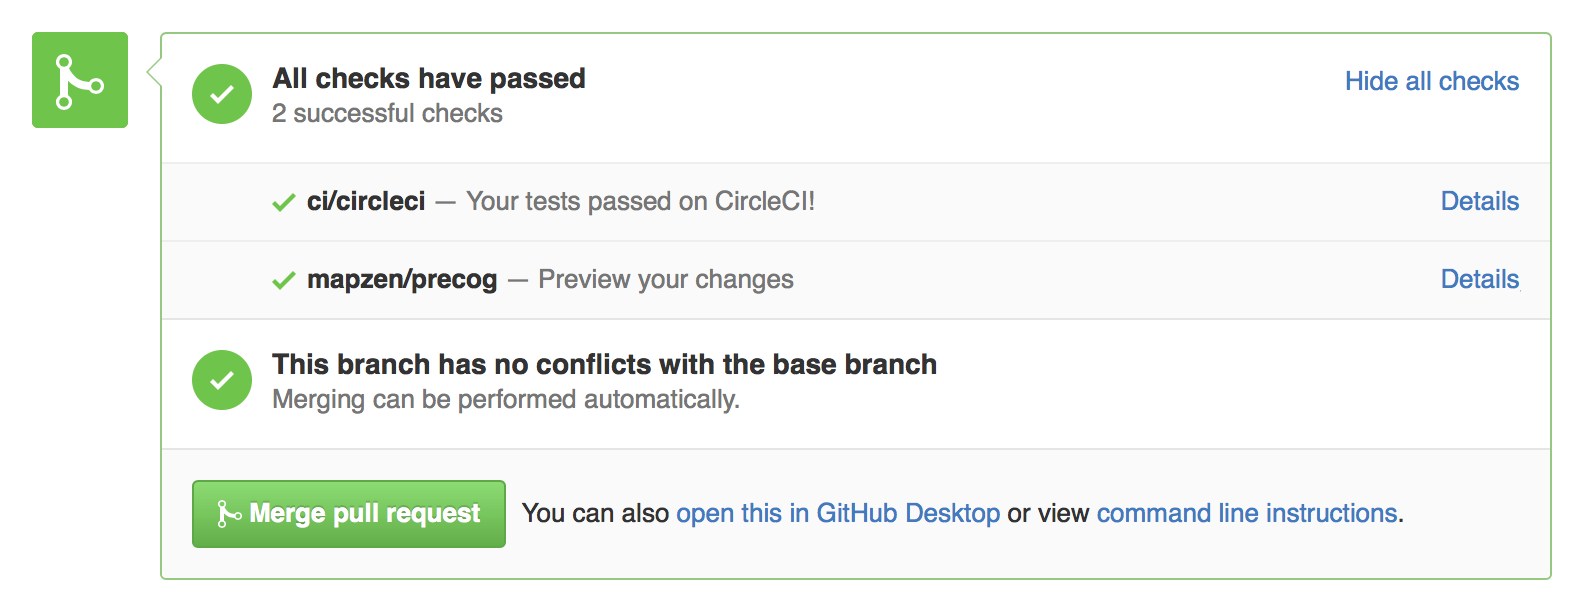 All checks have passed
Hide all checks
2 successful checks
ci/circleci — Your tests passed on CircleCI!
Details
mapzen/precog — Preview your changes
Details
This branch has no conflicts with the base branch
Merging can be performed automatically.
Merge pull request
You can also open this in GitHub Desktop or view command line instructions.